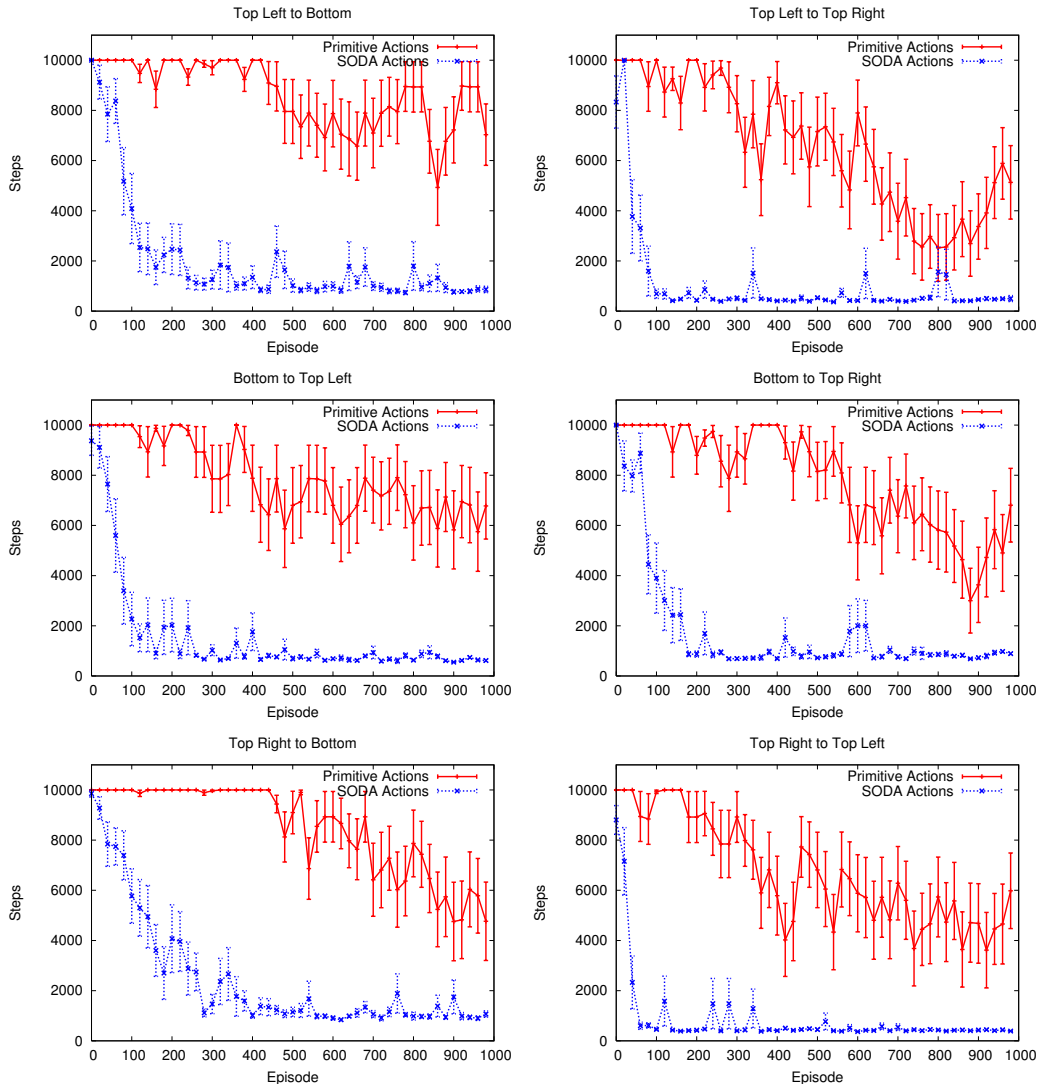 Top Left to Bottom
Primitive Actions
SODA Actions
10000
8000
6000
4000
2000
0
Steps
0 100 200 300 400 500 600 700 800 900 1000
Episode
Top Left to Top Right
Primitive Actions
SODA Actions
10000
8000
6000
4000
2000
0
Steps
0 100 200 300 400 500 600 700 800 900 1000
Episode
Bottom to Top Left
Primitive Actions
SODA Actions
10000
8000
6000
4000
2000
0
Steps
0 100 200 300 400 500 600 700 800 900 1000
Episode
Bottom to Top Right
Primitive Actions
SODA Actions
10000
8000
6000
4000
2000
0
Steps
0 100 200 300 400 500 600 700 800 900 1000
Episode
Top Right to Bottom
Primitive Actions
SODA Actions
10000
8000
6000
4000
2000
0
Steps
0 100 200 300 400 500 600 700 800 900 1000
Episode
Top Right to Top Left
Primitive Actions
SODA Actions
10000
8000
6000
4000
2000
0
Steps
0 100 200 300 400 500 600 700 800 900 1000
Episode